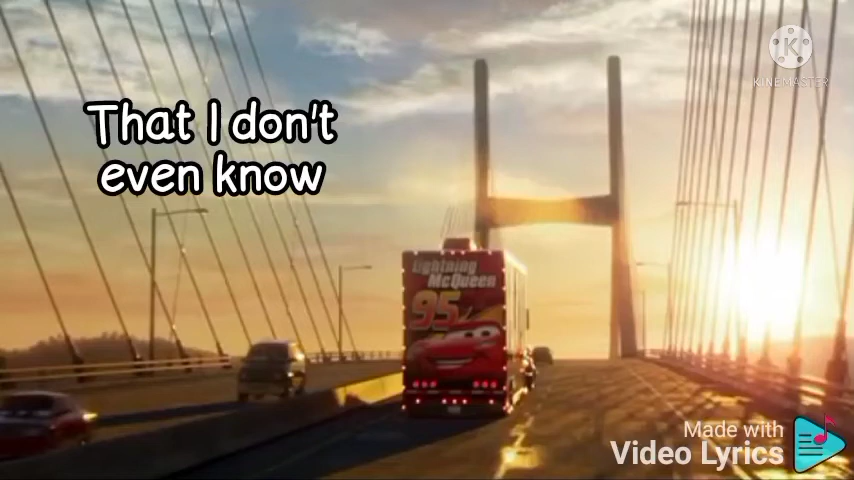 K
KINEMASTER
That I don't
even know
Lightning
McQueen
95
Made with
Video Lyrics